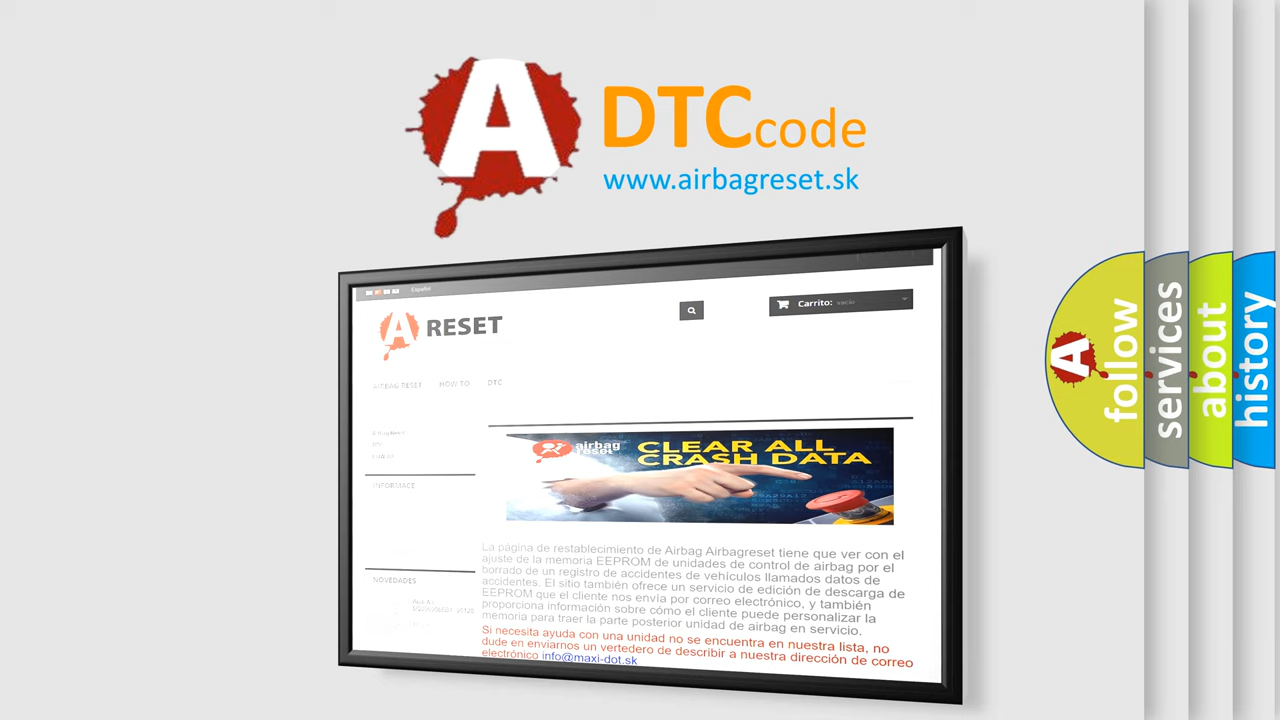 A DTCcode
www.airbagreset.sk
Español
A RESET
Carrito: vacío
AIRBAG RESET HOW TO DTC
INFORMACE
airbag
reset
CLEAR ALL
CRASH DATA
La página de restablecimiento de Airbag Airbagreset tiene que ver con el
ajuste de la memoria EEPROM de unidades de control de airbag por el
borrado de un registro de accidentes de vehículos llamados datos de
accidentes. El sitio también ofrece un servicio de edición de descarga de
EEPROM que el cliente nos envía por correo electrónico, y también
proporciona información sobre cómo el cliente puede personalizar la
memoria para traer la parte posterior unidad de airbag en servicio.
Si necesita ayuda con una unidad no se encuentra en nuestra lista, no
dude en enviarnos un vertedero de describir a nuestra dirección de correo
electrónico info@maxi-dot.sk
NOVEDADES
A follow
services
about
history